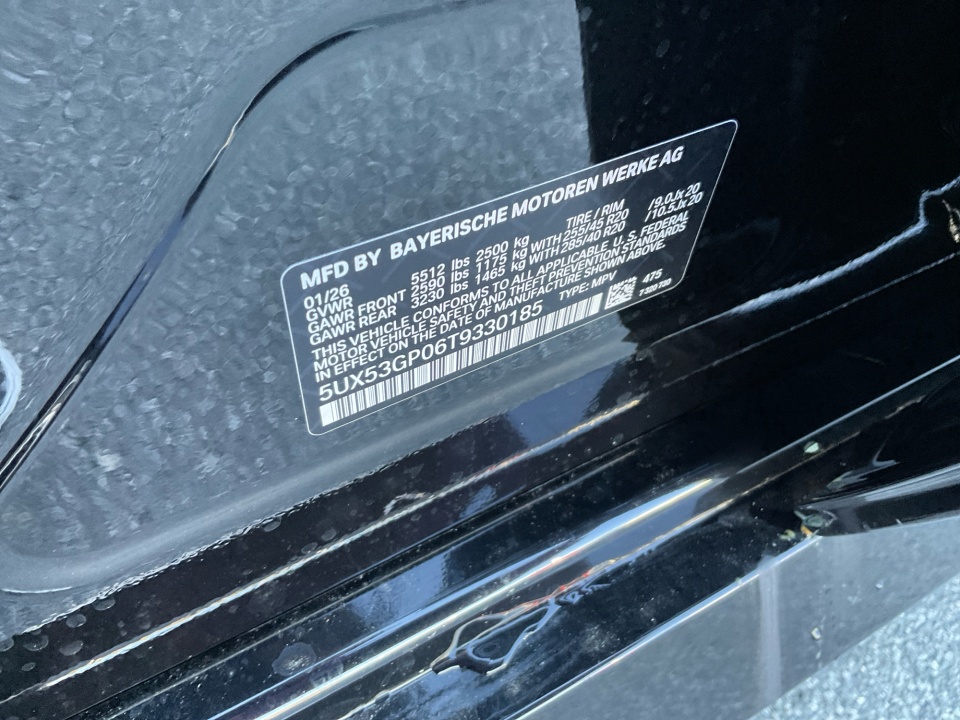 MFD BY BAYERISCHE MOTOREN WERKE AG
01/26
GVWR 5512 lbs 2500 kg TIRE / RIM
GAWR FRONT 2590 lbs 1175 kg WITH 255/45 R20 /9.0Jx20
GAWR REAR 3230 lbs 1465 kg WITH 285/40 R20 /10.5Jx20
THIS VEHICLE CONFORMS TO ALL APPLICABLE U.S. FEDERAL
MOTOR VEHICLE SAFETY AND THEFT PREVENTION STANDARDS
IN EFFECT ON THE DATE OF MANUFACTURE SHOWN ABOVE.
5UX53GP06T9330185 TYPE: MPV 475